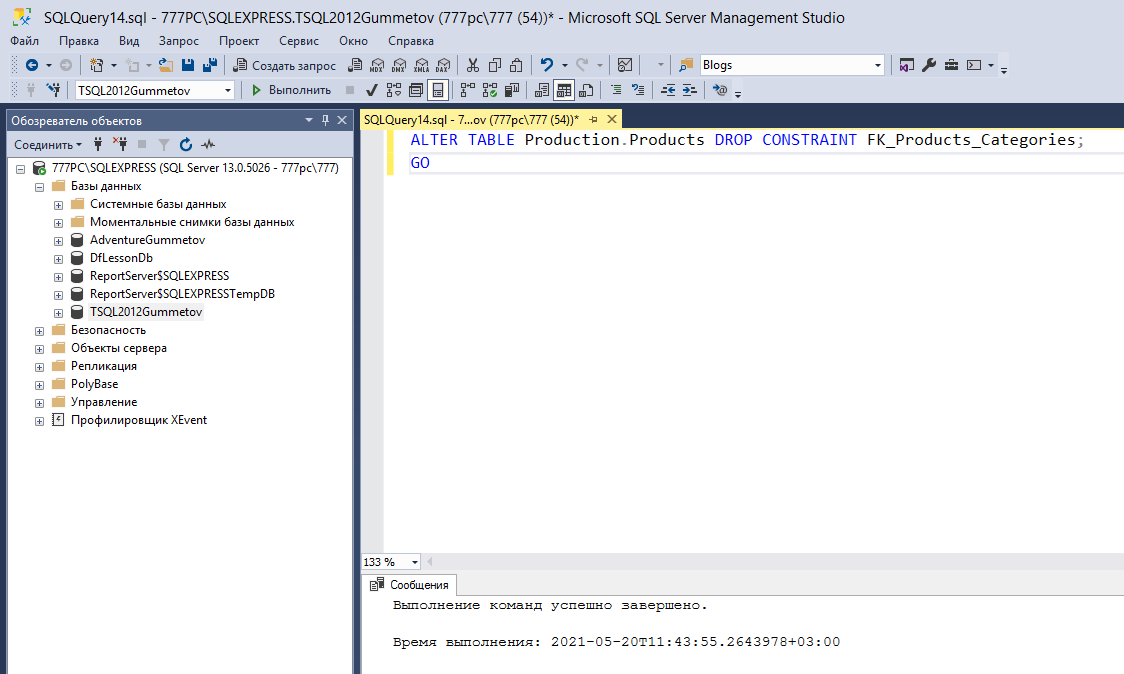 SQLQuery14.sql - 777PC\SQLEXPRESS.TSQL2012Gummetov (777pc\777 (54))* - Microsoft SQL Server Management Studio
Файл Правка Вид Запрос Проект Сервис Окно Справка
Создать запрос MDX DMX XMLA DAX Blogs
TSQL2012Gummetov Выполнить
Обозреватель объектов
SQLQuery14.sql - 7...ov (777pc\777 (54))*
Соединить
777PC\SQLEXPRESS (SQL Server 13.0.5026 - 777pc\777)
Базы данных
Системные базы данных
Моментальные снимки базы данных
AdventureGummetov
DfLessonDb
ReportServer$SQLEXPRESS
ReportServer$SQLEXPRESSTempDB
TSQL2012Gummetov
Безопасность
Объекты сервера
Репликация
PolyBase
Управление
Профилировщик XEvent
ALTER TABLE Production.Products DROP CONSTRAINT FK_Products_Categories;
GO
133 %
Сообщения
Выполнение команд успешно завершено.
Время выполнения: 2021-05-20T11:43:55.2643978+03:00